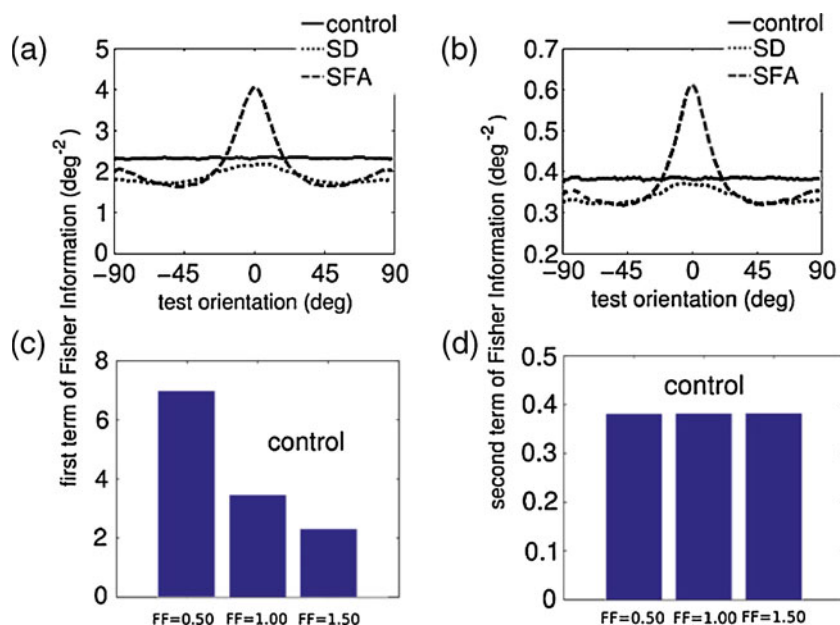 (a)
control
SD
SFA
5
4
3
2
1
0
−90 −45 0 45 90
test orientation (deg)
(b)
control
SD
SFA
0.7
0.6
0.5
0.4
0.3
0.2
−90 −45 0 45 90
test orientation (deg)
first term of Fisher Information (deg⁻²)
second term of Fisher Information (deg⁻²)
(c)
8
6
4
2
0
control
FF=0.50 FF=1.00 FF=1.50
(d)
0.5
0.4
0.3
0.2
0.1
0
control
FF=0.50 FF=1.00 FF=1.50